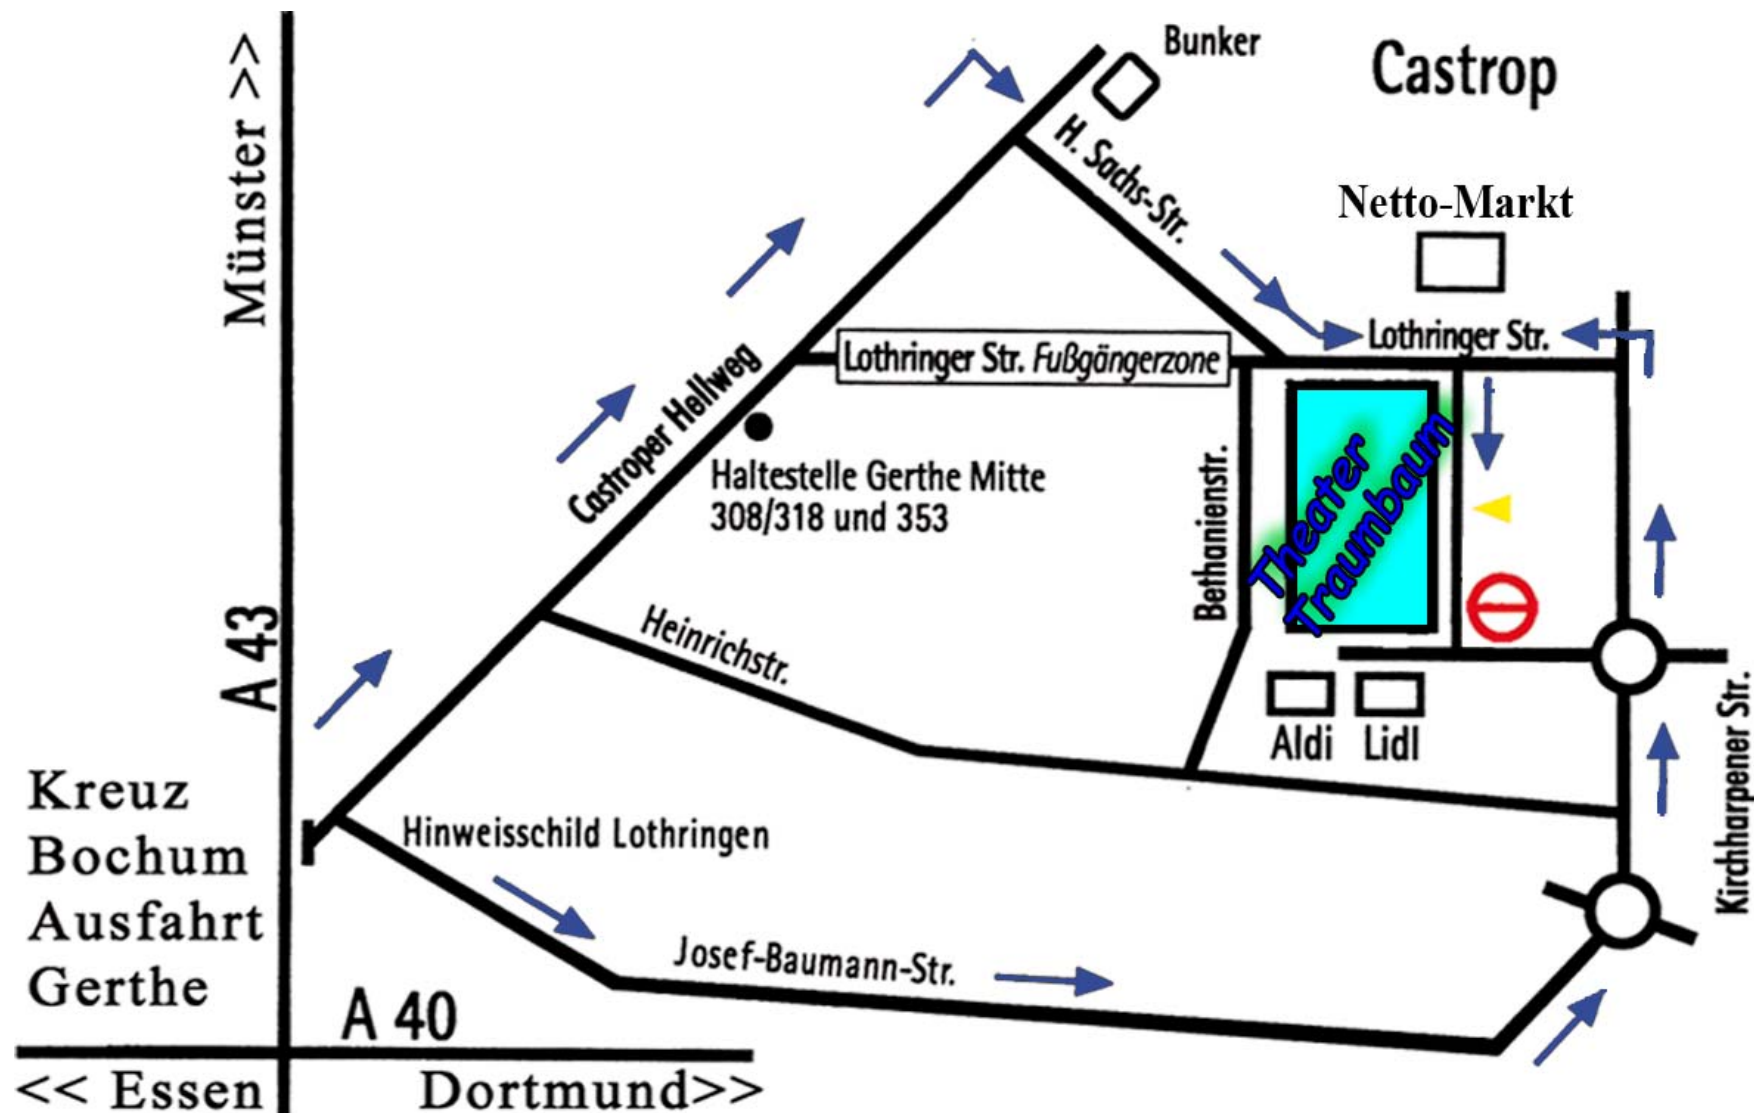 Münster >>
A 43
Kreuz
Bochum
Ausfahrt
Gerthe
A 40
<< Essen
Dortmund>>
Bunker
Castrop
H. Sachs-Str.
Netto-Markt
Lothringer Str.
Lothringer Str. Fußgängerzone
Castroper Hellweg
Haltestelle Gerthe Mitte
308/318 und 353
Bethanienstr.
Theater
Traumbaum
Heinrichstr.
Aldi
Lidl
Kirchharpener Str.
Hinweisschild Lothringen
Josef-Baumann-Str.